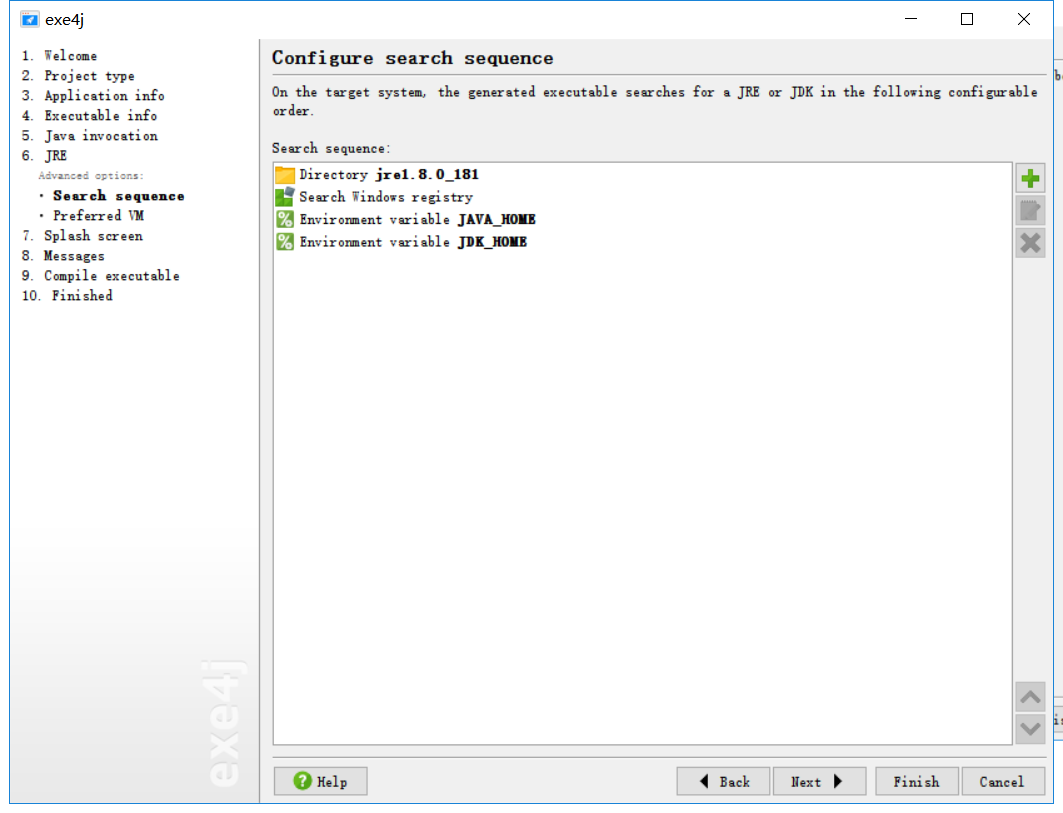 exe4j
1. Welcome
2. Project type
3. Application info
4. Executable info
5. Java invocation
6. JRE
Advanced options:
· Search sequence
· Preferred VM
7. Splash screen
8. Messages
9. Compile executable
10. Finished
exe4j
Configure search sequence
On the target system, the generated executable searches for a JRE or JDK in the following configurable
order.
Search sequence:
Directory jre1.8.0_181
Search Windows registry
Environment variable JAVA_HOME
Environment variable JDK_HOME
Help
Back
Next
Finish
Cancel